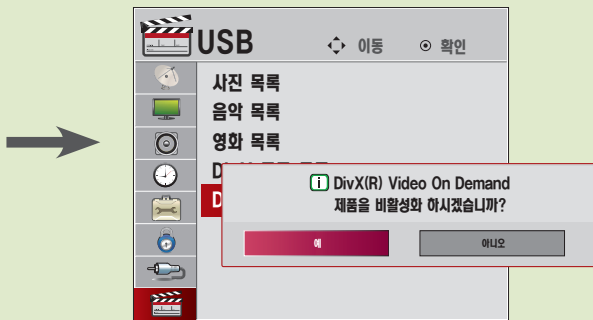 USB
이동
확인
사진 목록
음악 목록
영화 목록
DivX(R) Video On Demand
제품을 비활성화 하시겠습니까?
예
아니오